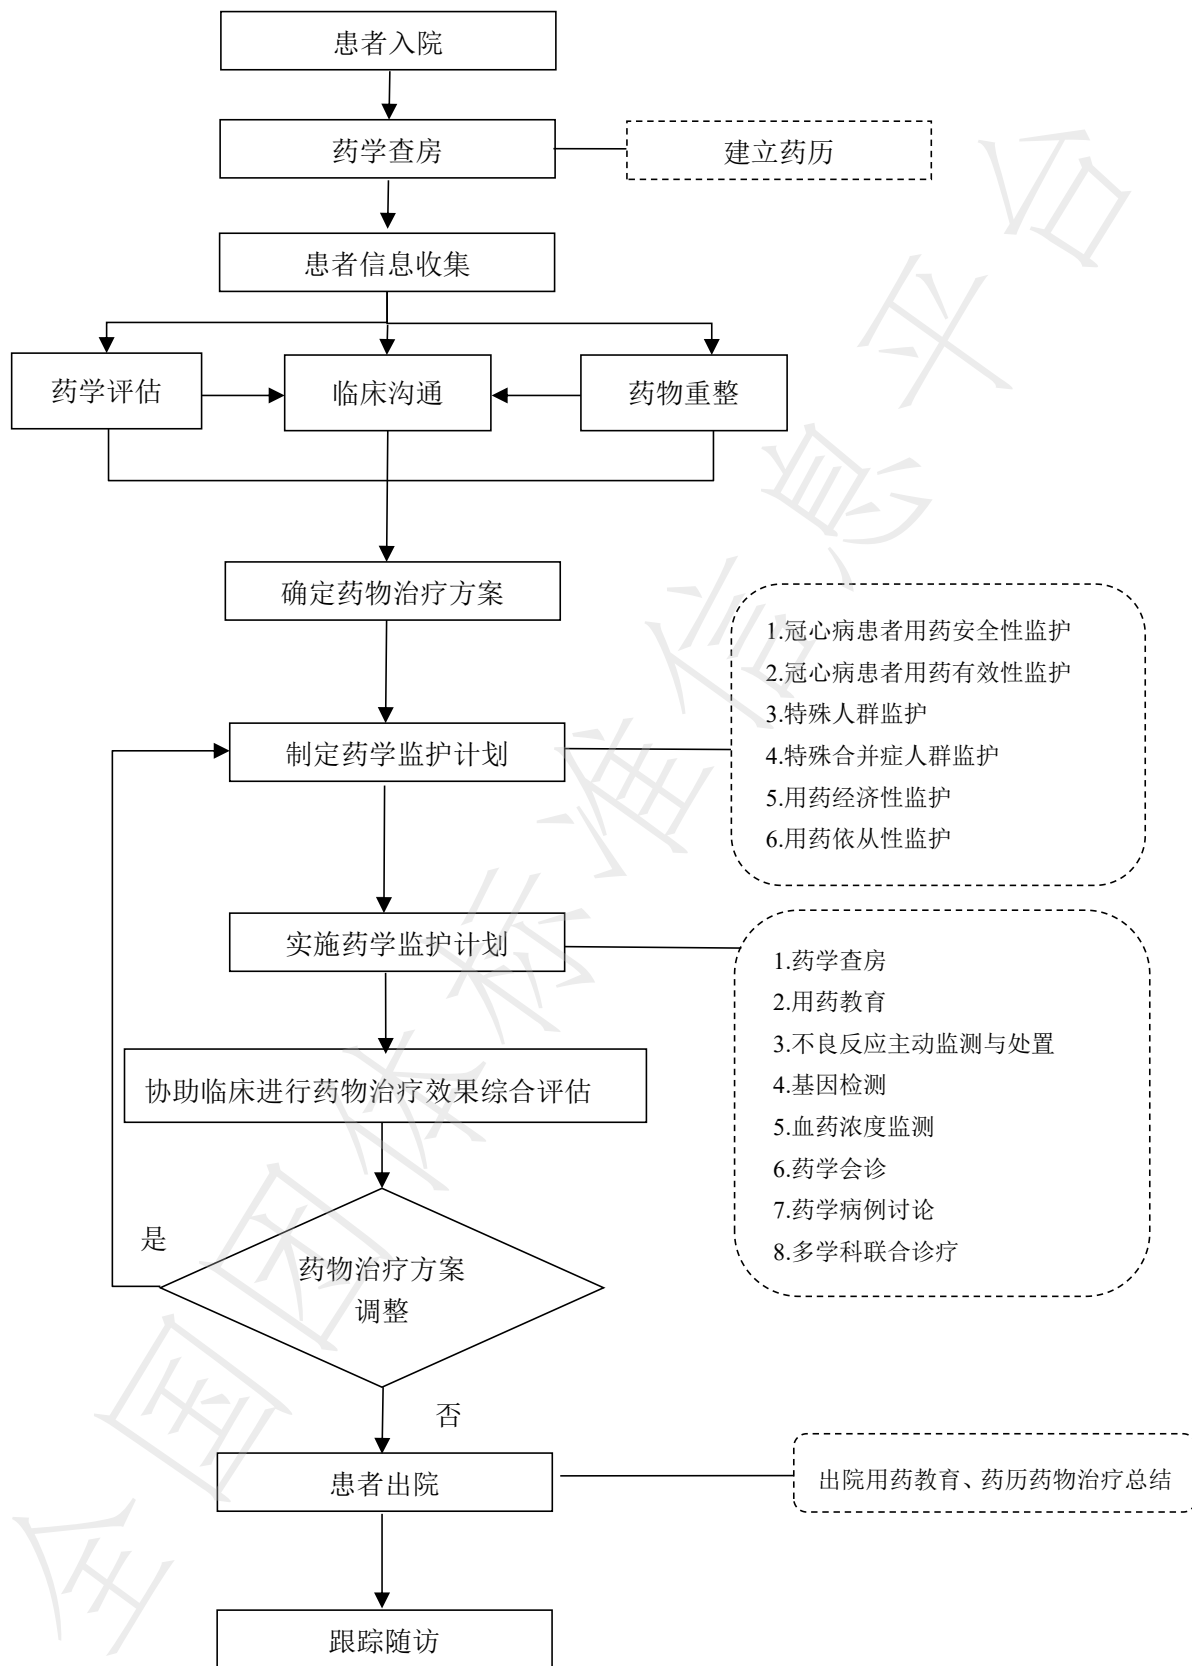 患者入院
药学查房
建立药历
患者信息收集
药学评估
临床沟通
药物重整
确定药物治疗方案
1.冠心病患者用药安全性监护
2.冠心病患者用药有效性监护
3.特殊人群监护
4.特殊合并症人群监护
5.用药经济性监护
6.用药依从性监护
制定药学监护计划
实施药学监护计划
1.药学查房
2.用药教育
3.不良反应主动监测与处置
4.基因检测
5.血药浓度监测
6.药学会诊
7.药学病例讨论
8.多学科联合诊疗
协助临床进行药物治疗效果综合评估
是
药物治疗方案
调整
否
患者出院
出院用药教育、药历药物治疗总结
跟踪随访
全国团体标准信息平台